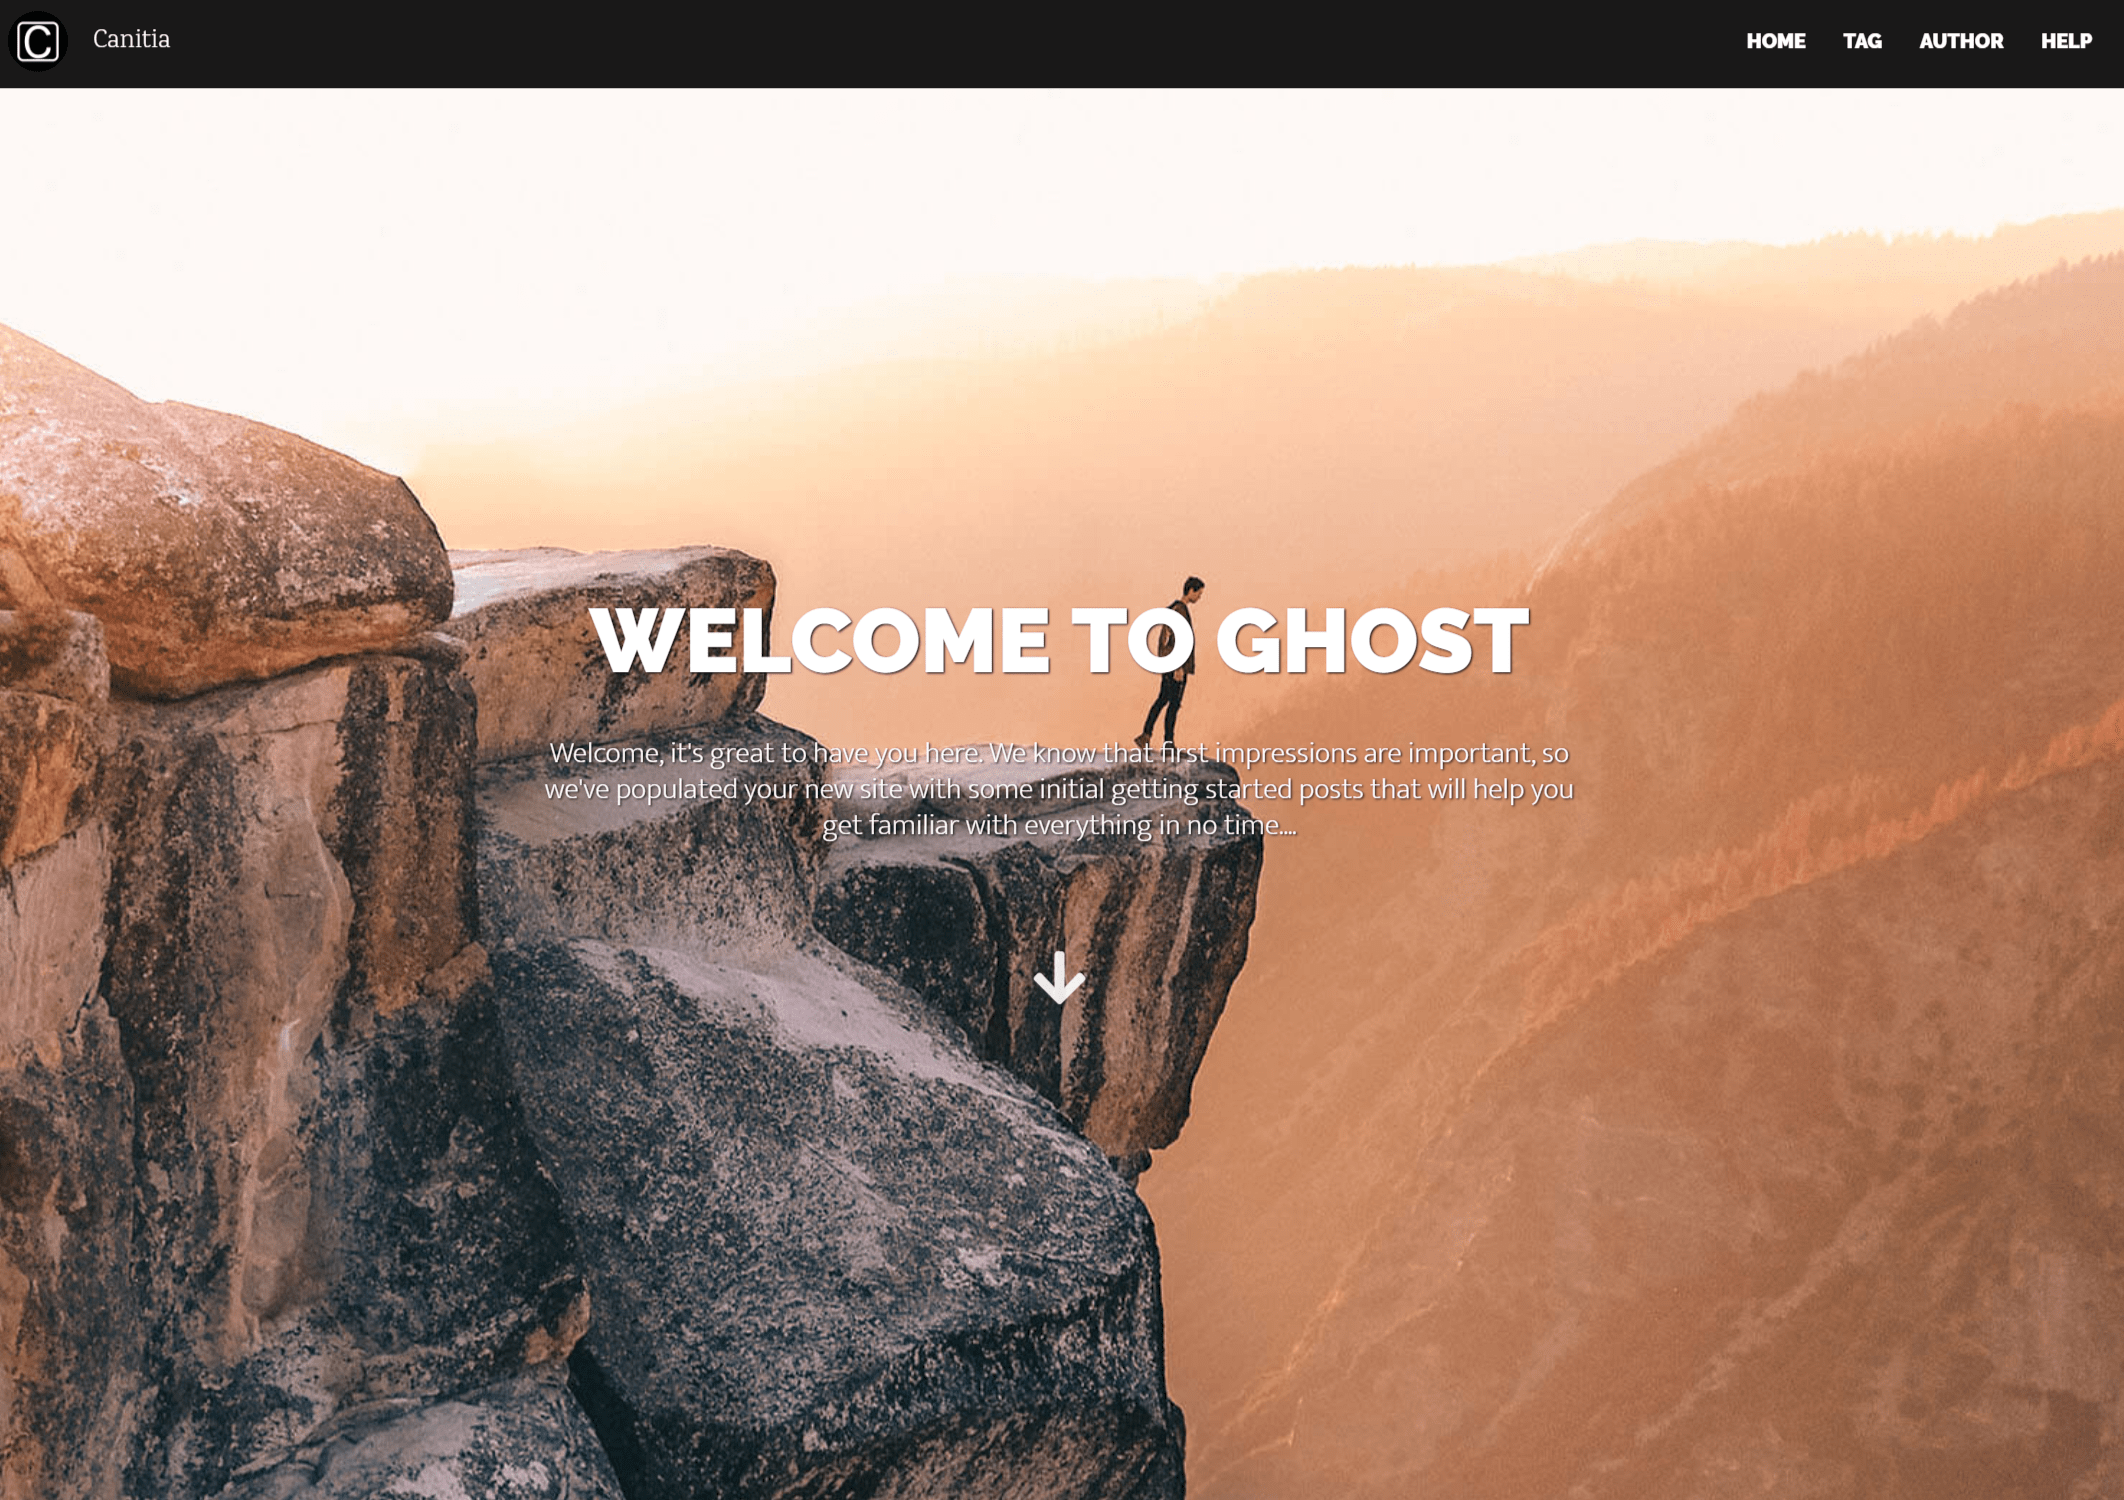 C
Canitia
HOME TAG AUTHOR HELP
WELCOME TO GHOST
Welcome, it's great to have you here. We know that first impressions are important, so
we've populated your new site with some initial getting started posts that will help you
get familiar with everything in no time....